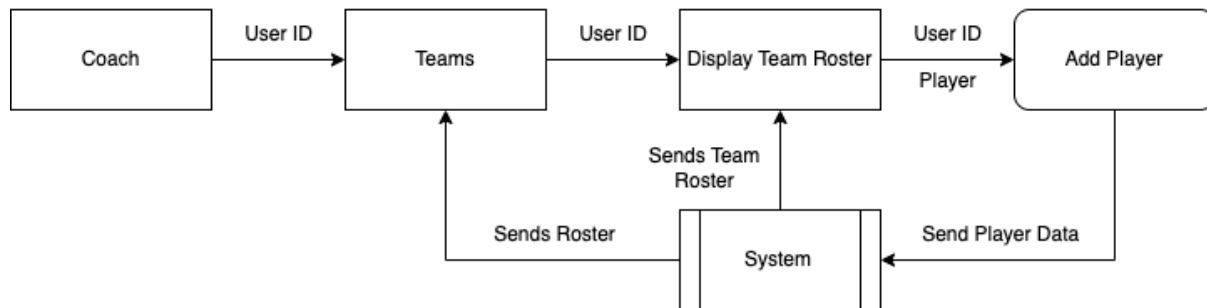 User ID
User ID
User ID
Coach
Teams
Display Team Roster
Add Player
Player
Sends Team
Roster
Sends Roster
Send Player Data
System